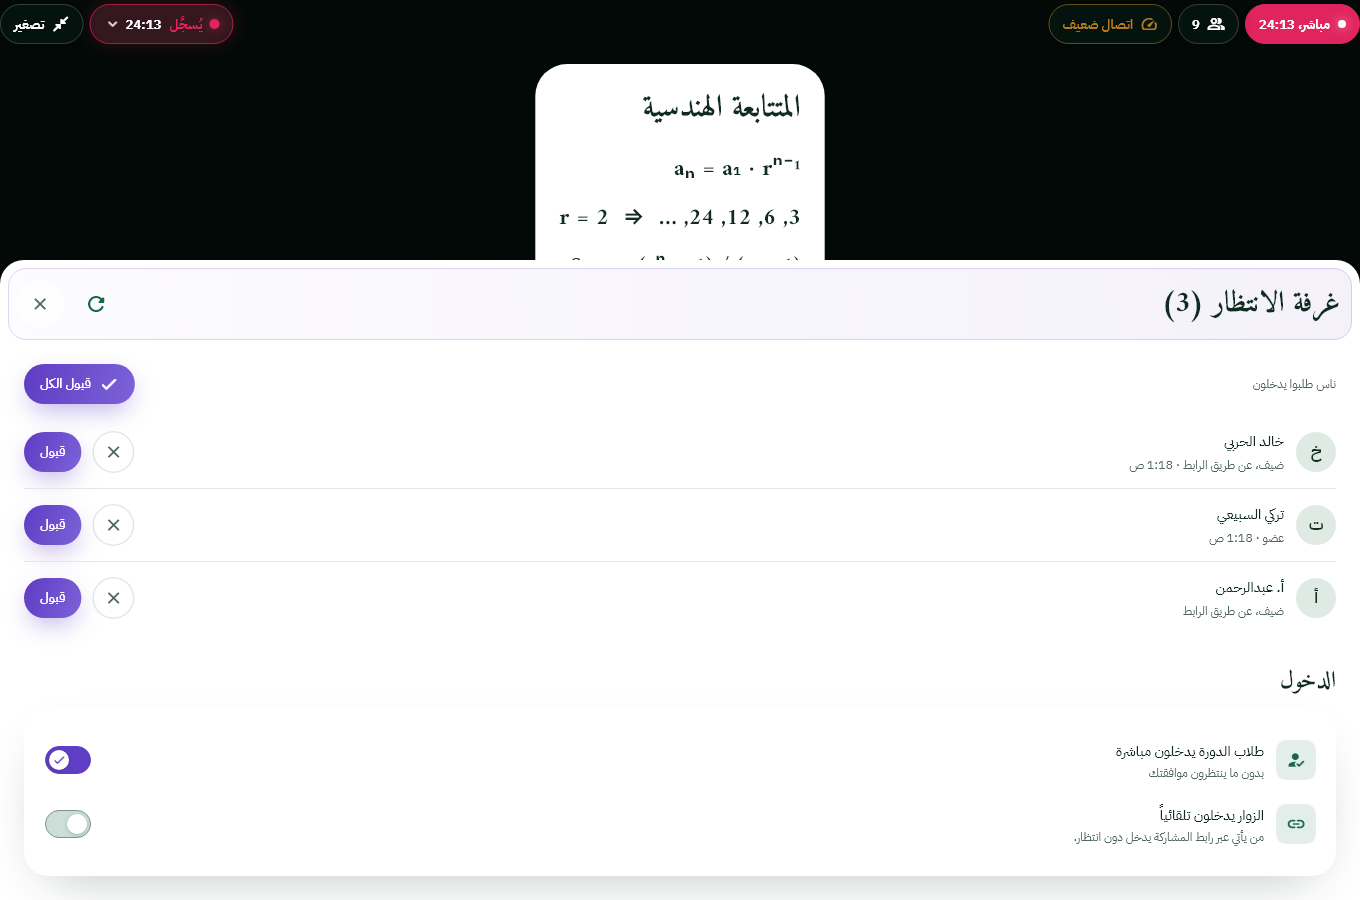 مباشر، 24:13
9
اتصال ضعيف
يُسجَّل 24:13
تصغير
المتتابعة الهندسية
aₙ = a₁ · rⁿ⁻¹
3, 6, 12, 24, ... ⇒ r = 2
غرفة الانتظار (3)
ناس طلبوا يدخلون
قبول الكل
خ
خالد الحربي
ضيف، عن طريق الرابط · 1:18 ص
قبول
ت
تركي السبيعي
عضو · 1:18 ص
قبول
أ
أ. عبدالرحمن
ضيف، عن طريق الرابط
قبول
الدخول
طلاب الدورة يدخلون مباشرة
بدون ما ينتظرون موافقتك
الزوار يدخلون تلقائياً
من يأتي عبر رابط المشاركة يدخل دون انتظار.